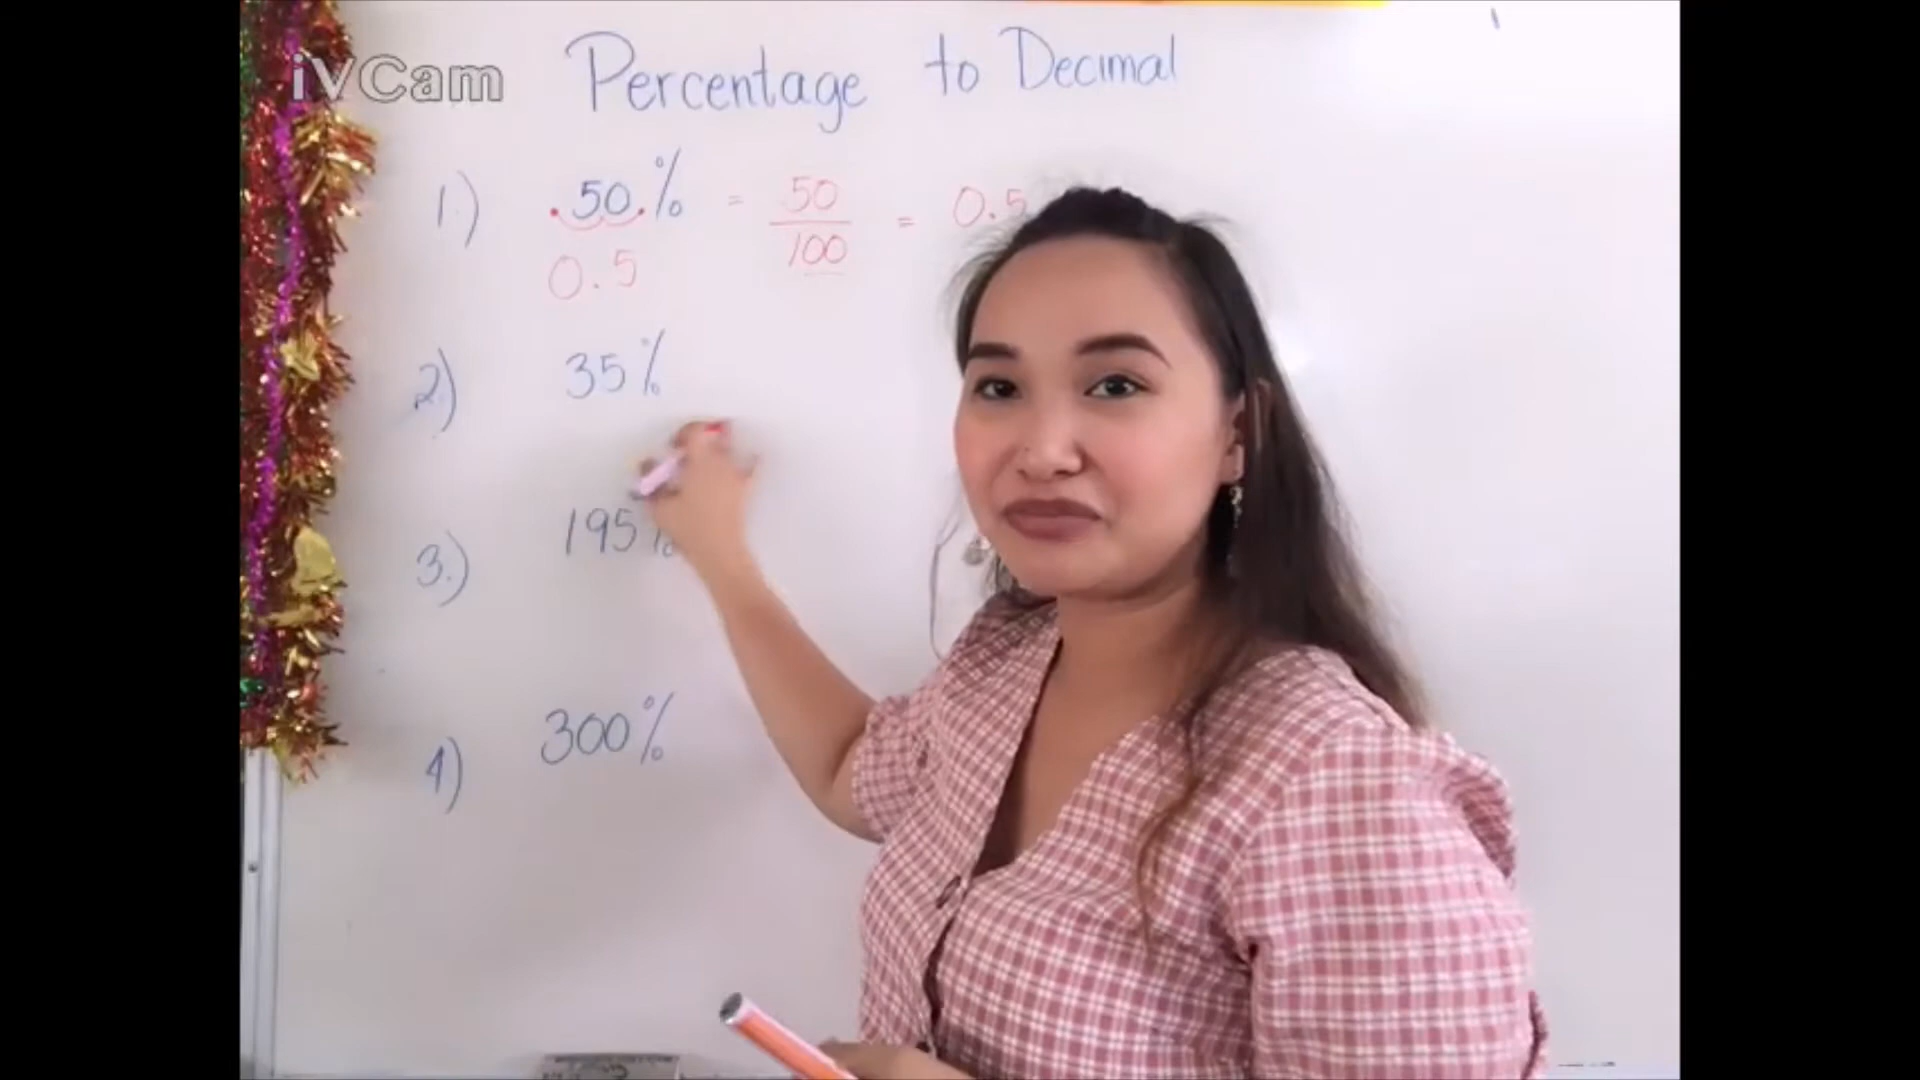 iVCam
Percentage to Decimal
1.) .50.% = 50/100 = 0.5
0.5
2.) 35%
3.) 195%
4) 300%